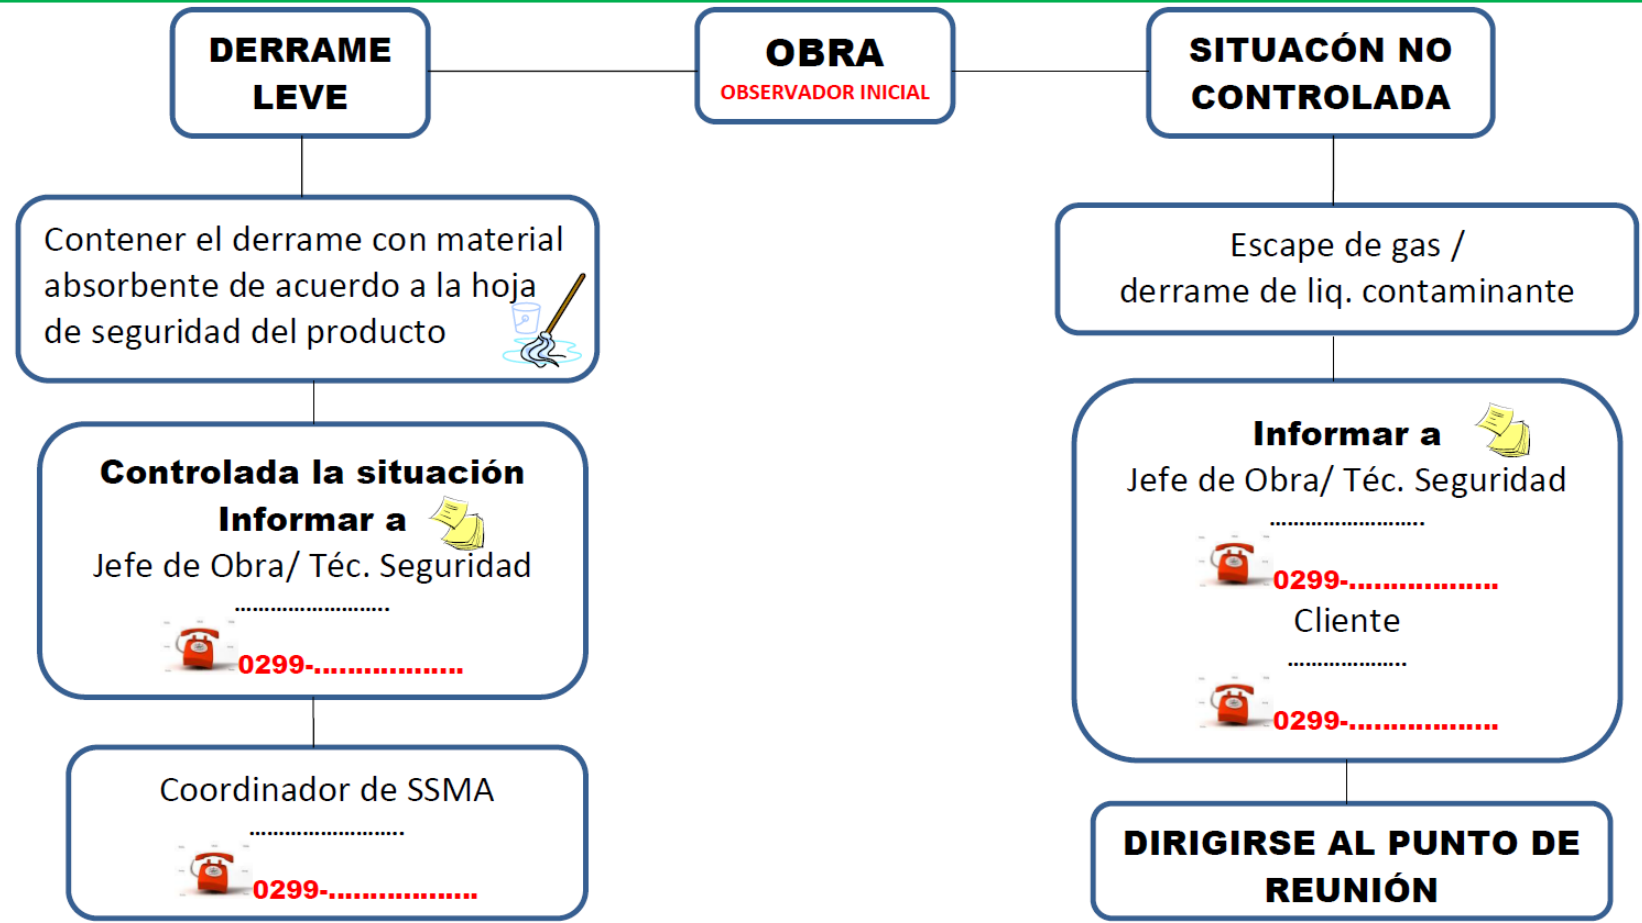 DERRAME
LEVE
OBRA
OBSERVADOR INICIAL
SITUACÓN NO
CONTROLADA
Contener el derrame con material
absorbente de acuerdo a la hoja
de seguridad del producto
Escape de gas /
derrame de liq. contaminante
Controlada la situación
Informar a
Jefe de Obra/ Téc. Seguridad
..........................
0299-..................
Informar a
Jefe de Obra/ Téc. Seguridad
..........................
0299-..................
Cliente
....................
0299-..................
Coordinador de SSMA
..........................
0299-..................
DIRIGIRSE AL PUNTO DE
REUNIÓN